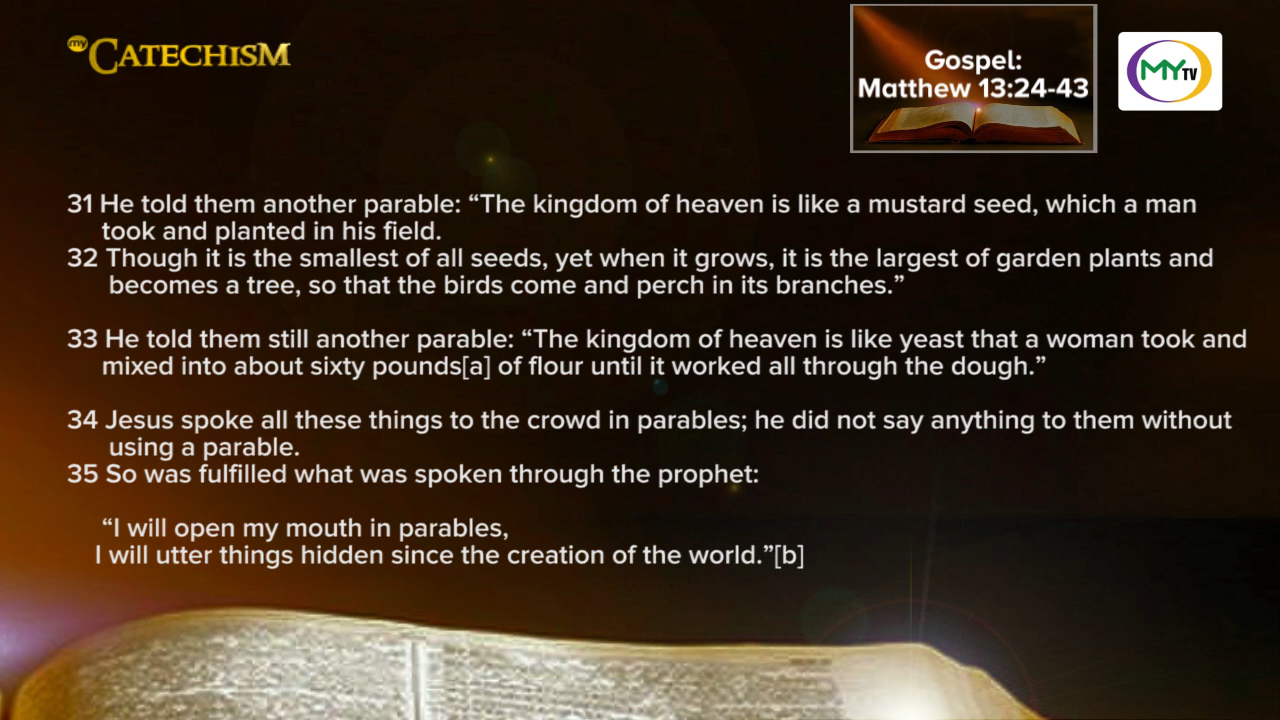 my CATECHISM
Gospel:
Matthew 13:24-43
MYTV
31 He told them another parable: “The kingdom of heaven is like a mustard seed, which a man
took and planted in his field.
32 Though it is the smallest of all seeds, yet when it grows, it is the largest of garden plants and
becomes a tree, so that the birds come and perch in its branches.”
33 He told them still another parable: “The kingdom of heaven is like yeast that a woman took and
mixed into about sixty pounds[a] of flour until it worked all through the dough.”
34 Jesus spoke all these things to the crowd in parables; he did not say anything to them without
using a parable.
35 So was fulfilled what was spoken through the prophet:
“I will open my mouth in parables,
I will utter things hidden since the creation of the world.”[b]